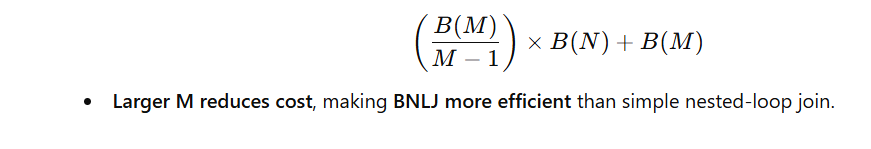 (B(M)/M − 1) × B(N) + B(M)
• Larger M reduces cost, making BNLJ more efficient than simple nested-loop join.